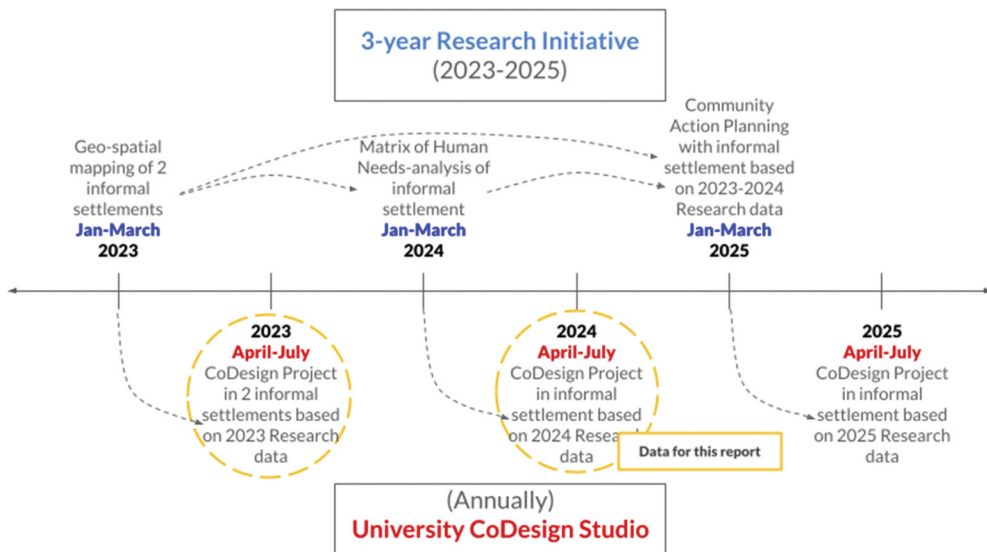 3-year Research Initiative
(2023-2025)
Geo-spatial
mapping of 2
informal
settlements
Jan-March
2023
Matrix of Human
Needs-analysis of
informal
settlement
Jan-March
2024
Community
Action Planning
with informal
settlement based
on 2023-2024
Research data
Jan-March
2025
2023
April-July
CoDesign Project
in 2 informal
settlements based
on 2023 Research
data
2024
April-July
CoDesign Project
in informal
settlement based
on 2024 Research
data
Data for this report
2025
April-July
CoDesign Project
in informal
settlement based
on 2025 Research
data
(Annually)
University CoDesign Studio